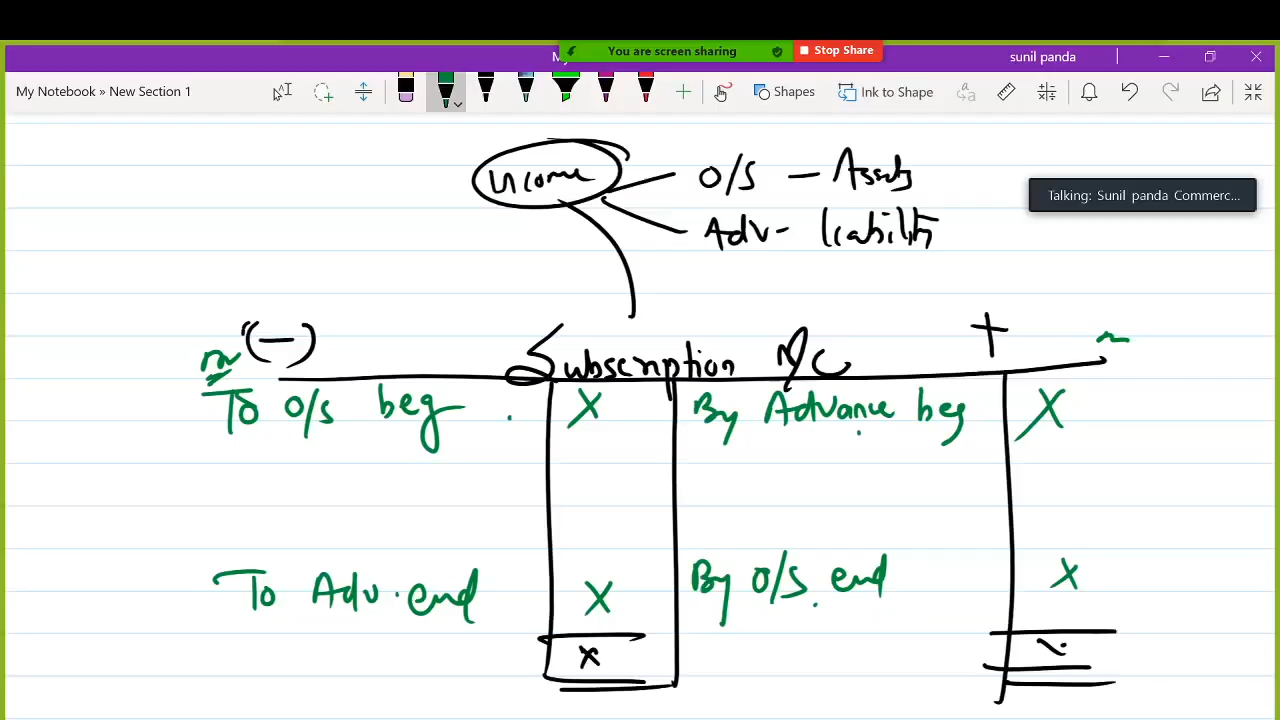 You are screen sharing
Stop Share
My
sunil panda
My Notebook » New Section 1
Shapes
Ink to Shape
Income
O/S — Assets
Adv - liability
Talking: Sunil panda Commerc...
(-)
Subscription A/C
+
To O/S beg
X
By Advance beg
X
To Adv. end
X
By O/S. end
X
X